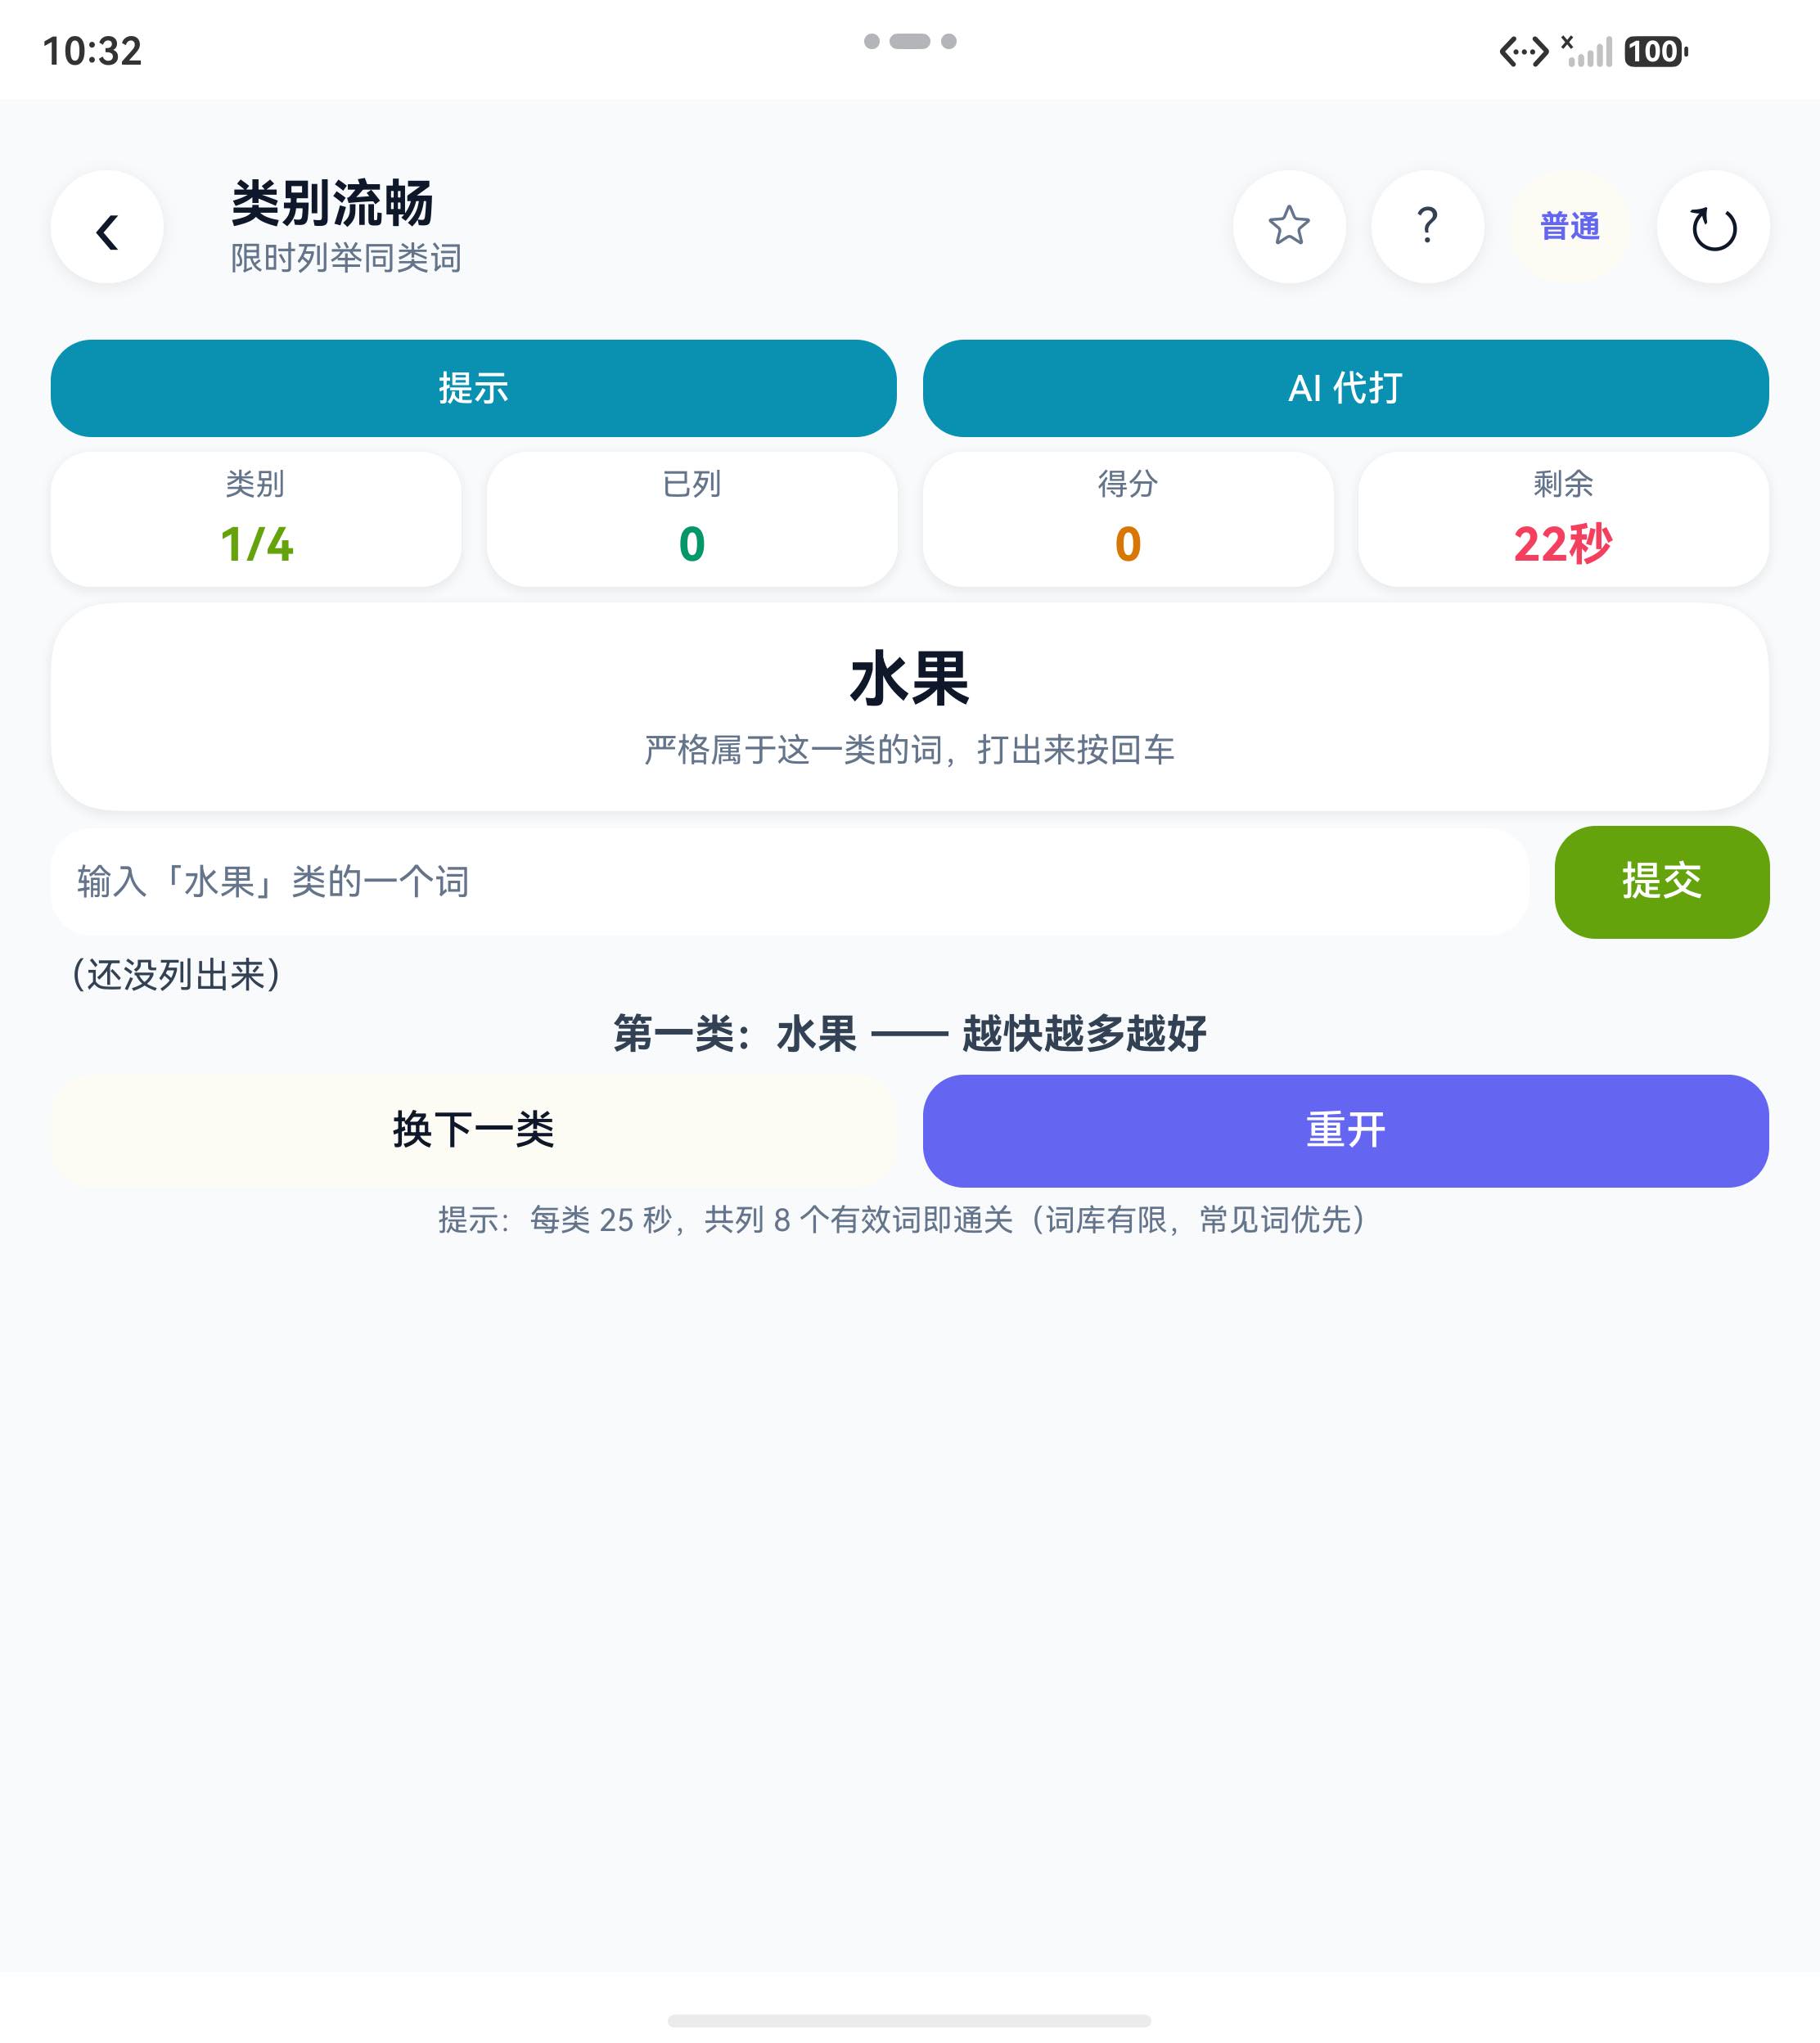 10:32
100
类别流畅
限时列举同类词
?
普通
提示
AI 代打
类别
已列
得分
剩余
1/4
0
0
22秒
水果
严格属于这一类的词，打出来按回车
输入「水果」类的一个词
提交
（还没列出来）
第一类：水果 —— 越快越多越好
换下一类
重开
提示：每类 25 秒，共列 8 个有效词即通关（词库有限，常见词优先）